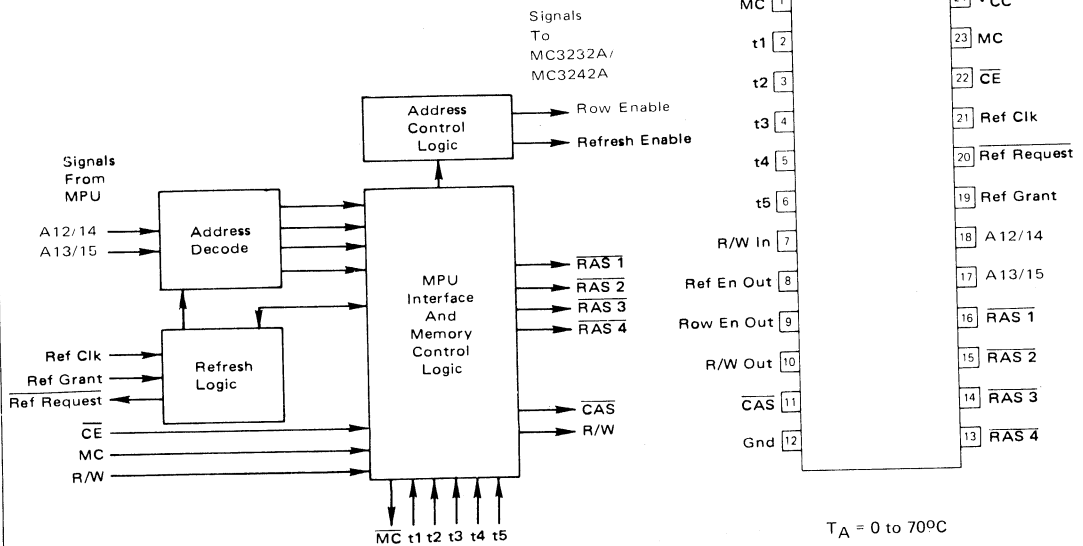 Signals
To
MC3232A/
MC3242A
Address
Control
Logic
Row Enable
Refresh Enable
Signals
From
MPU
A12/14
A13/15
Address
Decode
MPU
Interface
And
Memory
Control
Logic
RAS 1
RAS 2
RAS 3
RAS 4
Ref Clk
Ref Grant
Ref Request
Refresh
Logic
CE
MC
R/W
CAS
R/W
MC t1 t2 t3 t4 t5
MC 1
t1 2
t2 3
t3 4
t4 5
t5 6
R/W In 7
Ref En Out 8
Row En Out 9
R/W Out 10
CAS 11
Gnd 12
CC
23 MC
22 CE
21 Ref Clk
20 Ref Request
19 Ref Grant
18 A12/14
17 A13/15
16 RAS 1
15 RAS 2
14 RAS 3
13 RAS 4
TA = 0 to 70ºC